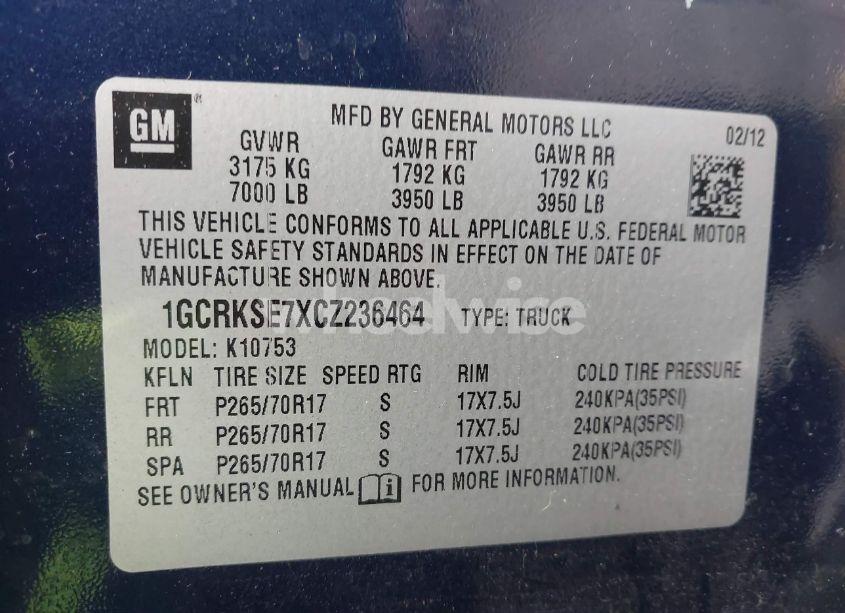 GM
MFD BY GENERAL MOTORS LLC 02/12
GVWR GAWR FRT GAWR RR
3175 KG 1792 KG 1792 KG
7000 LB 3950 LB 3950 LB
THIS VEHICLE CONFORMS TO ALL APPLICABLE U.S. FEDERAL MOTOR
VEHICLE SAFETY STANDARDS IN EFFECT ON THE DATE OF
MANUFACTURE SHOWN ABOVE.
1GCRKSE7XCZ236464 TYPE: TRUCK
MODEL: K10753
KFLN TIRE SIZE SPEED RTG RIM COLD TIRE PRESSURE
FRT P265/70R17 S 17X7.5J 240KPA(35PSI)
RR P265/70R17 S 17X7.5J 240KPA(35PSI)
SPA P265/70R17 S 17X7.5J 240KPA(35PSI)
SEE OWNER'S MANUAL i FOR MORE INFORMATION.